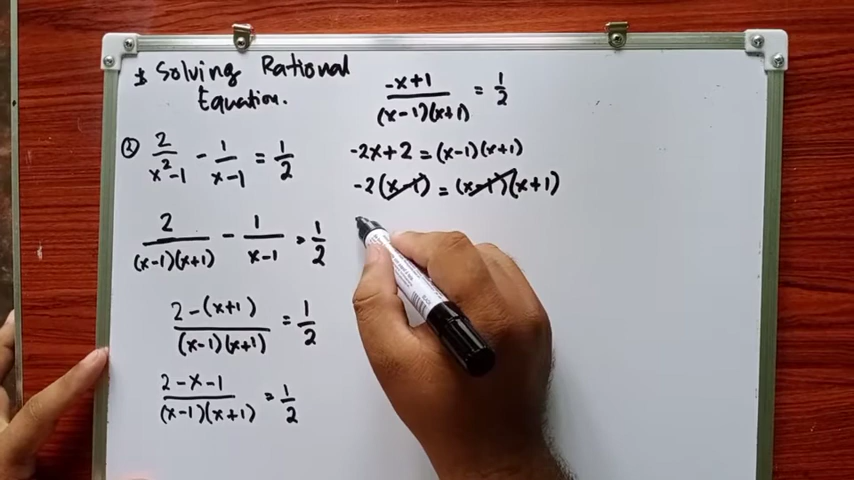 * Solving Rational
Equation.
② 2/(x²-1) - 1/(x-1) = 1/2
2/((x-1)(x+1)) - 1/(x-1) = 1/2
(2-(x+1))/((x-1)(x+1)) = 1/2
(2-x-1)/((x-1)(x+1)) = 1/2
(-x+1)/((x-1)(x+1)) = 1/2
-2x+2 = (x-1)(x+1)
-2(x-1) = (x-1)(x+1)